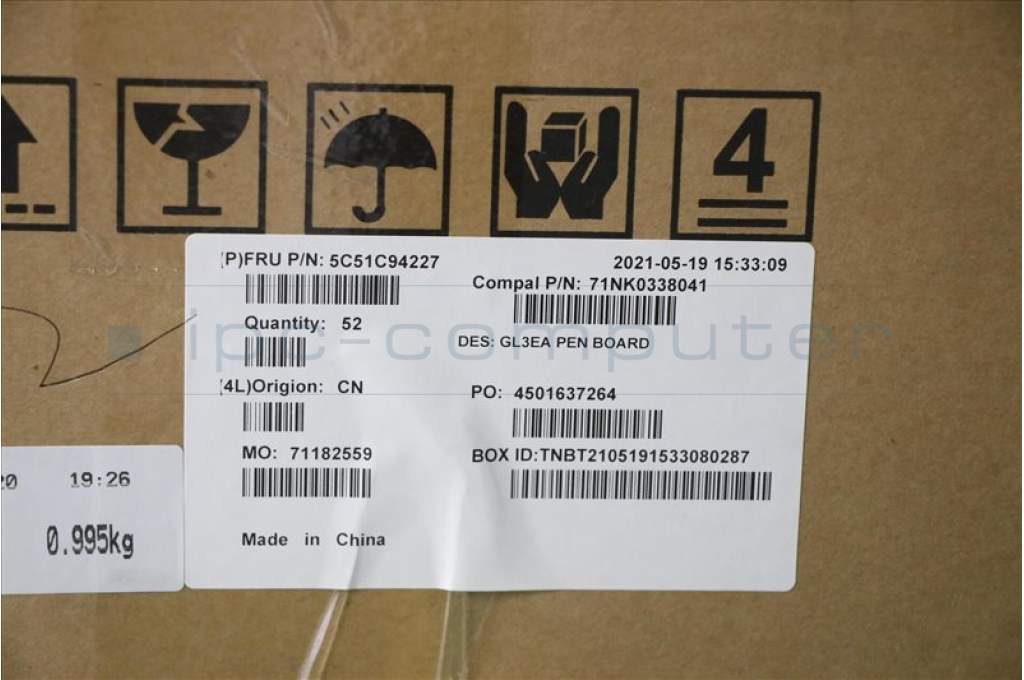 4
(P)FRU P/N: 5C51C94227
2021-05-19 15:33:09
Compal P/N: 71NK0338041
Quantity: 52
ipc-computer
DES: GL3EA PEN BOARD
(4L)Origion: CN
PO: 4501637264
MO: 71182559
BOX ID:TNBT2105191533080287
20 19:26
0.995kg
Made in China